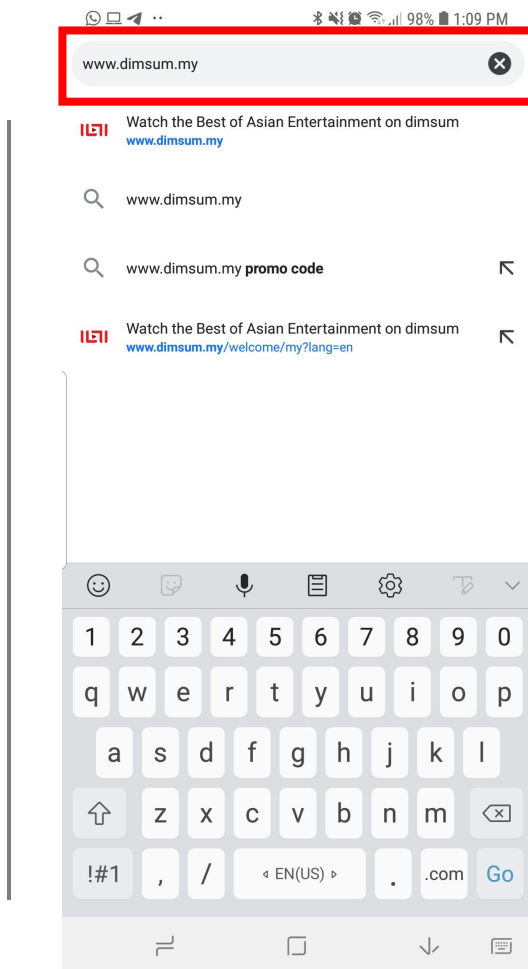 98% 1:09 PM
www.dimsum.my
Watch the Best of Asian Entertainment on dimsum
www.dimsum.my
www.dimsum.my
www.dimsum.my promo code
Watch the Best of Asian Entertainment on dimsum
www.dimsum.my/welcome/my?lang=en
1 2 3 4 5 6 7 8 9 0
q w e r t y u i o p
a s d f g h j k l
z x c v b n m
!#1 , / EN(US) . .com Go